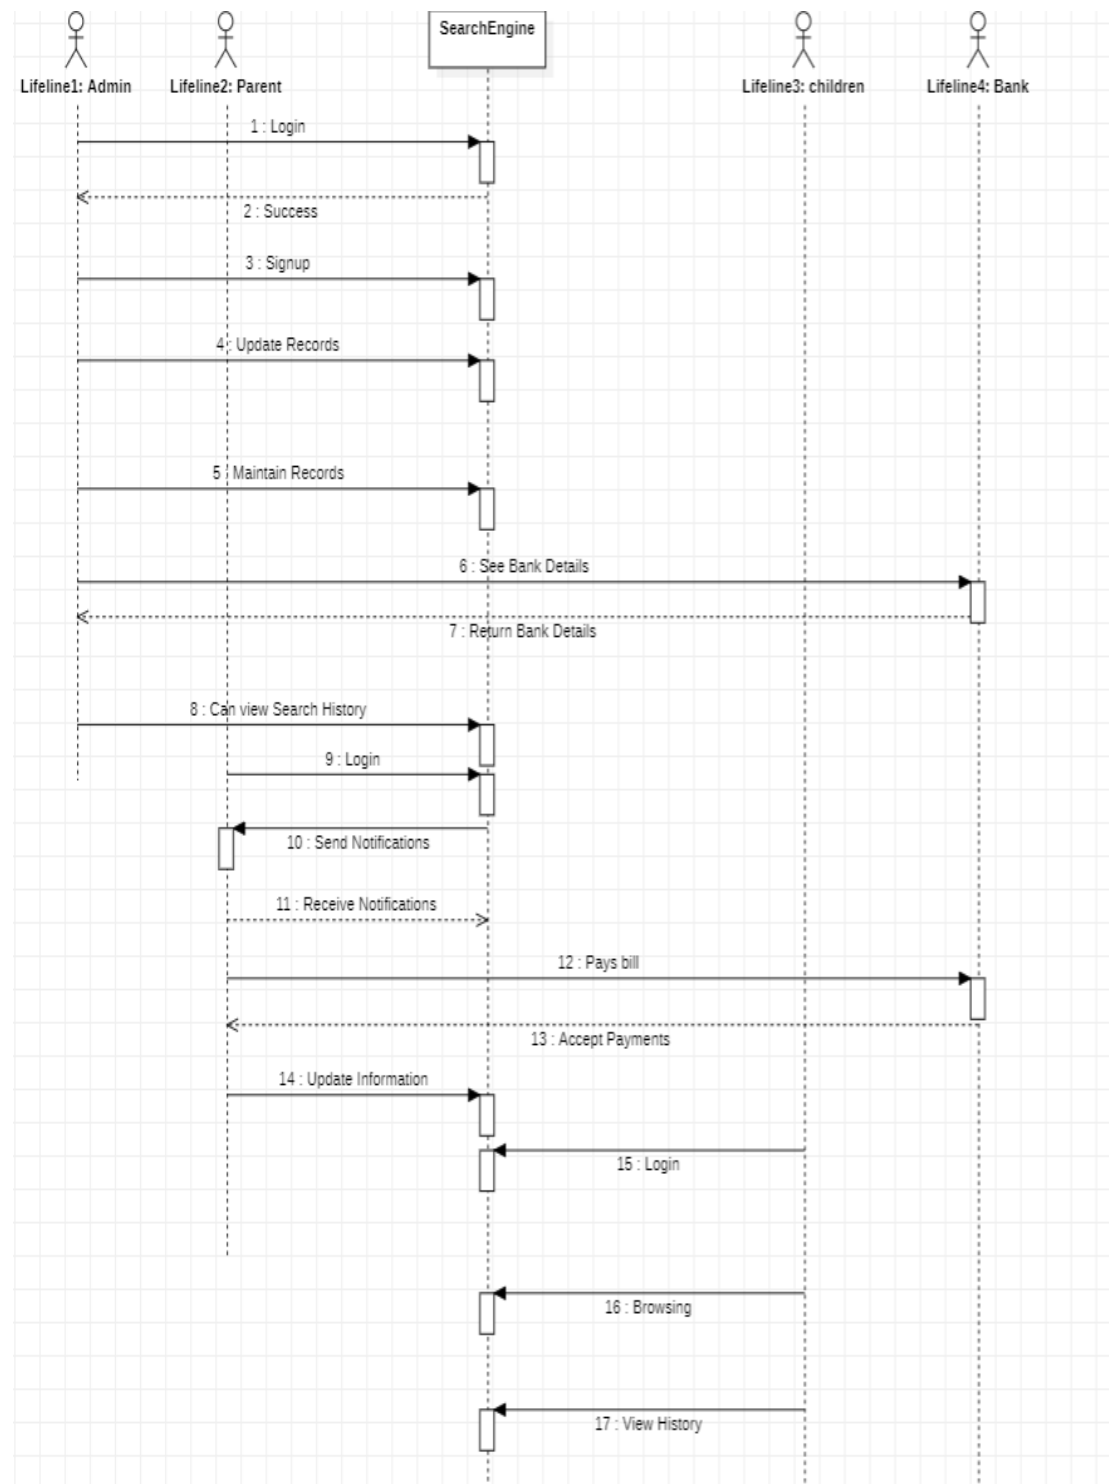 SearchEngine
Lifeline1: Admin
Lifeline2: Parent
Lifeline3: children
Lifeline4: Bank
1 : Login
2 : Success
3 : Signup
4 : Update Records
5 : Maintain Records
6 : See Bank Details
7 : Return Bank Details
8 : Can view Search History
9 : Login
10 : Send Notifications
11 : Receive Notifications
12 : Pays bill
13 : Accept Payments
14 : Update Information
15 : Login
16 : Browsing
17 : View History